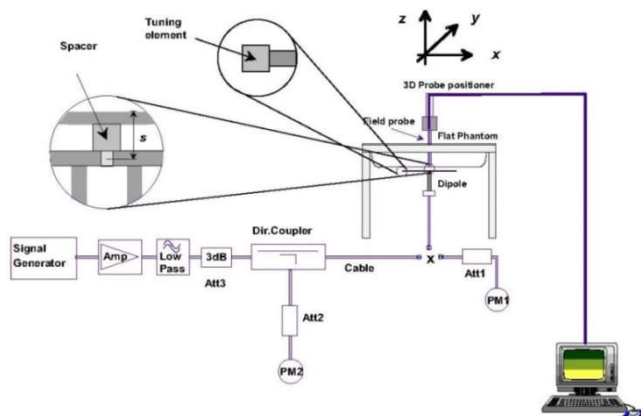 Tuning
element
Spacer
s
z
y
x
3D Probe positioner
Field probe
Flat Phantom
Dipole
Signal
Generator
Amp
Low
Pass
3dB
Att3
Dir.Coupler
Cable
x
Att1
PM1
Att2
PM2